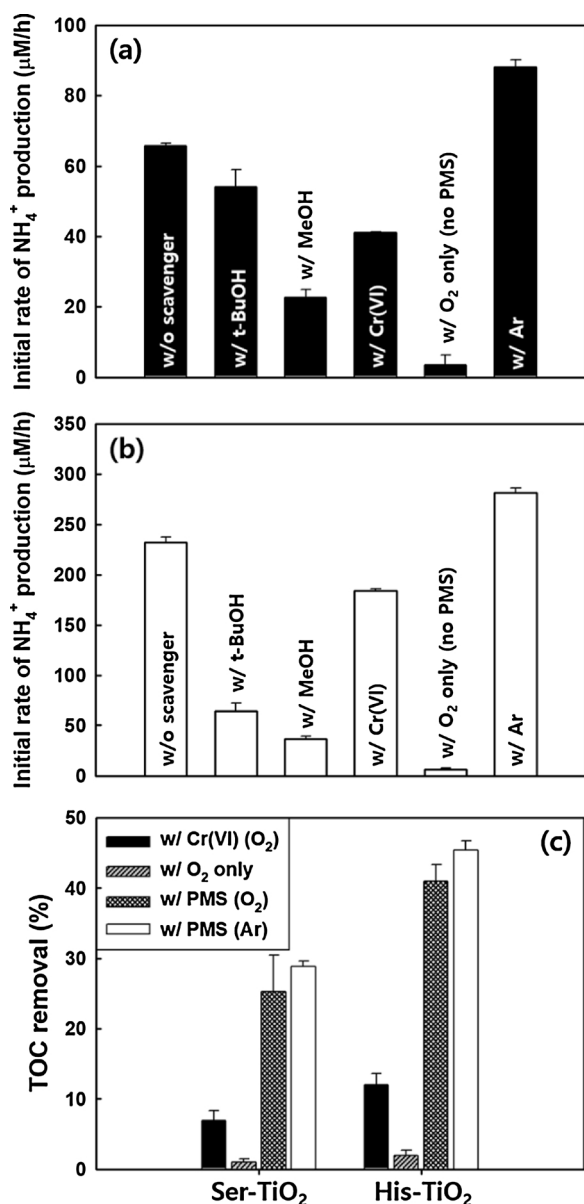 (a)
Initial rate of NH₄⁺ production (μM/h)
100
80
60
40
20
0
w/o scavenger
w/ t-BuOH
w/ MeOH
w/ Cr(VI)
w/ O₂ only (no PMS)
w/ Ar
(b)
Initial rate of NH₄⁺ production (μM/h)
350
300
250
200
150
100
50
0
w/o scavenger
w/ t-BuOH
w/ MeOH
w/ Cr(VI)
w/ O₂ only (no PMS)
w/ Ar
(c)
TOC removal (%)
50
40
30
20
10
0
w/ Cr(VI) (O₂)
w/ O₂ only
w/ PMS (O₂)
w/ PMS (Ar)
Ser-TiO₂
His-TiO₂